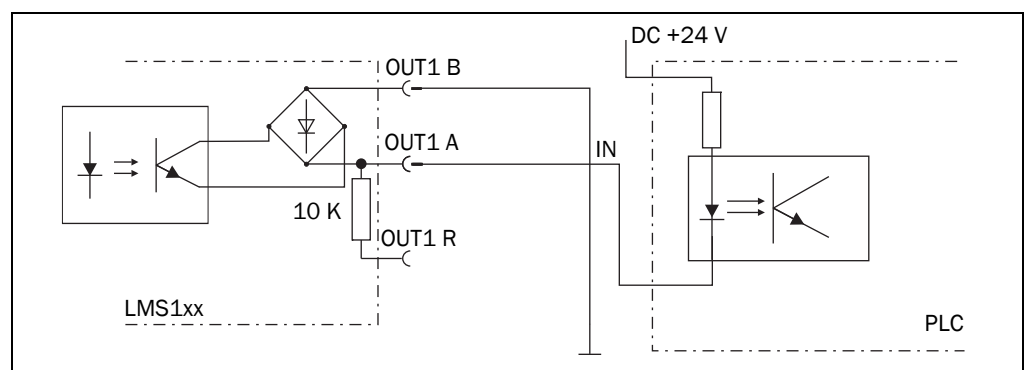 DC +24 V
OUT1 B
OUT1 A
IN
10 K
OUT1 R
LMS1xx
PLC